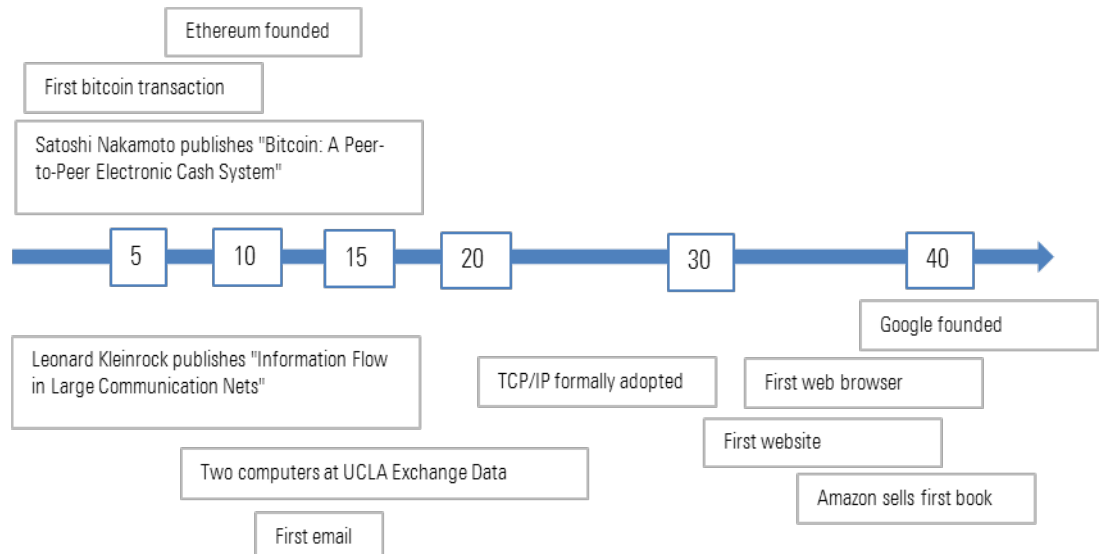 Ethereum founded
First bitcoin transaction
Satoshi Nakamoto publishes "Bitcoin: A Peer-
to-Peer Electronic Cash System"
5
10
15
20
30
40
Google founded
Leonard Kleinrock publishes "Information Flow
in Large Communication Nets"
TCP/IP formally adopted
First web browser
First website
Two computers at UCLA Exchange Data
Amazon sells first book
First email